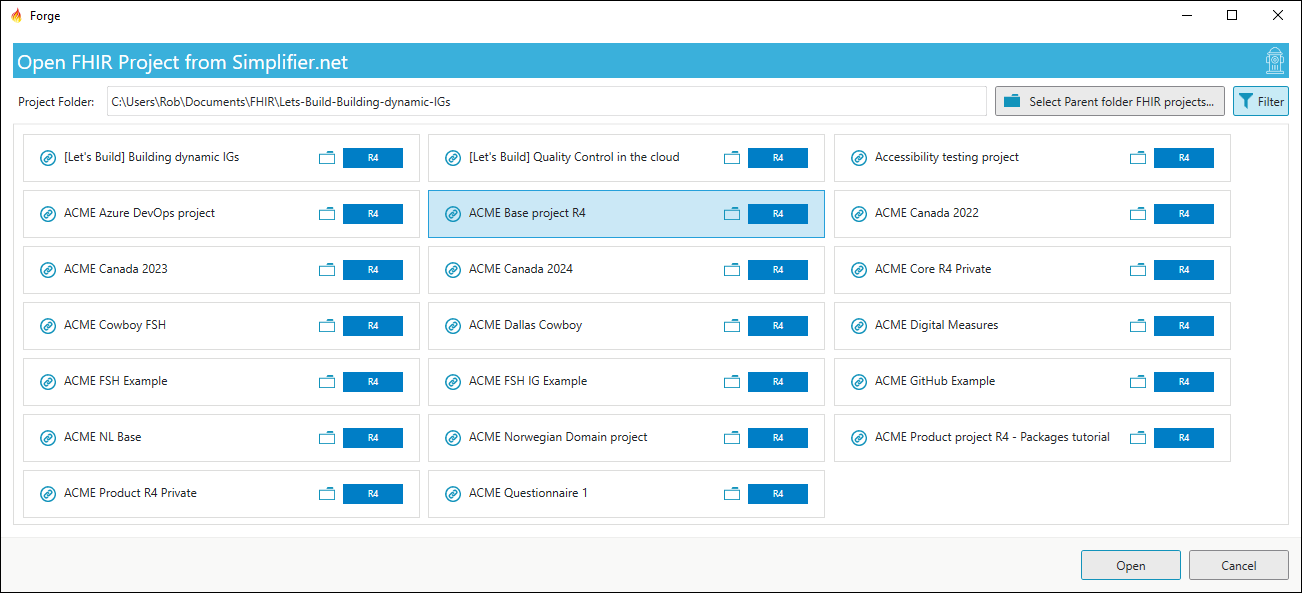 Forge
Open FHIR Project from Simplifier.net
Project Folder: C:\Users\Rob\Documents\FHIR\Lets-Build-Building-dynamic-IGs Select Parent folder FHIR projects... Filter
[Let's Build] Building dynamic IGs R4 [Let's Build] Quality Control in the cloud R4 Accessibility testing project R4
ACME Azure DevOps project R4 ACME Base project R4 R4 ACME Canada 2022 R4
ACME Canada 2023 R4 ACME Canada 2024 R4 ACME Core R4 Private R4
ACME Cowboy FSH R4 ACME Dallas Cowboy R4 ACME Digital Measures R4
ACME FSH Example R4 ACME FSH IG Example R4 ACME GitHub Example R4
ACME NL Base R4 ACME Norwegian Domain project R4 ACME Product project R4 - Packages tutorial R4
ACME Product R4 Private R4 ACME Questionnaire 1 R4
Open Cancel